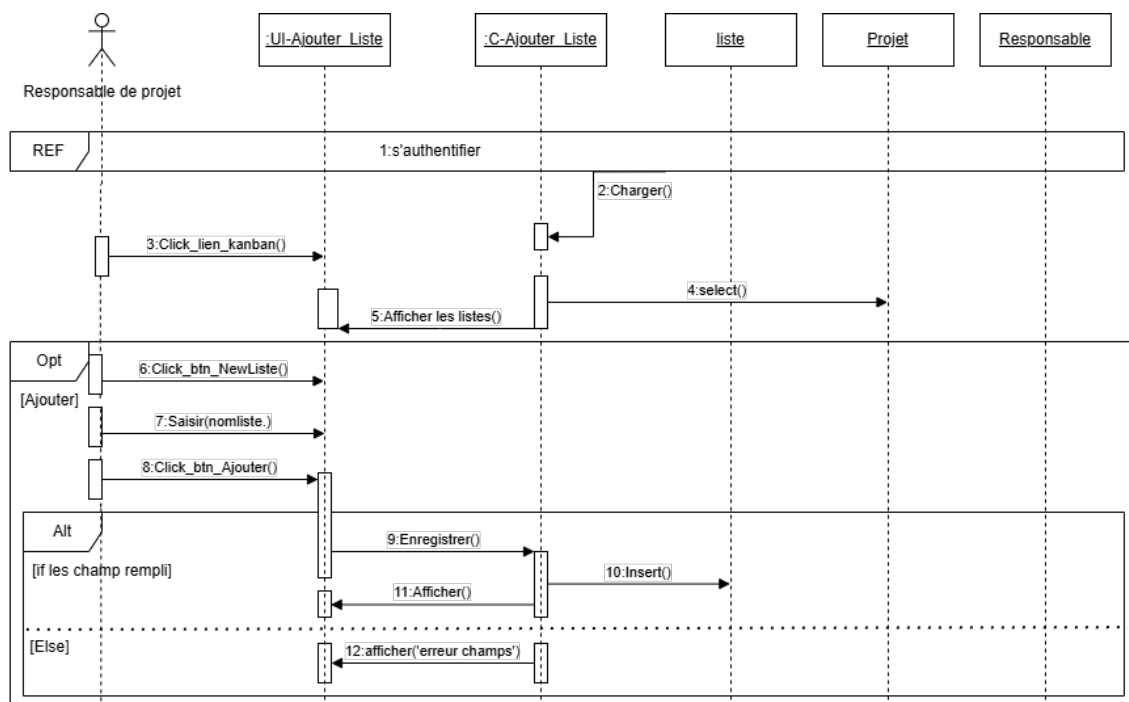 :UI-Ajouter_Liste
:C-Ajouter_Liste
liste
Projet
Responsable
Responsable de projet
REF
1:s'authentifier
2:Charger()
3:Click_lien_kanban()
4:select()
5:Afficher les listes()
Opt
6:Click_btn_NewListe()
[Ajouter]
7:Saisir(nomliste.)
8:Click_btn_Ajouter()
Alt
9:Enregistrer()
[if les champ rempli]
10:Insert()
11:Afficher()
[Else]
12:afficher('erreur champs')